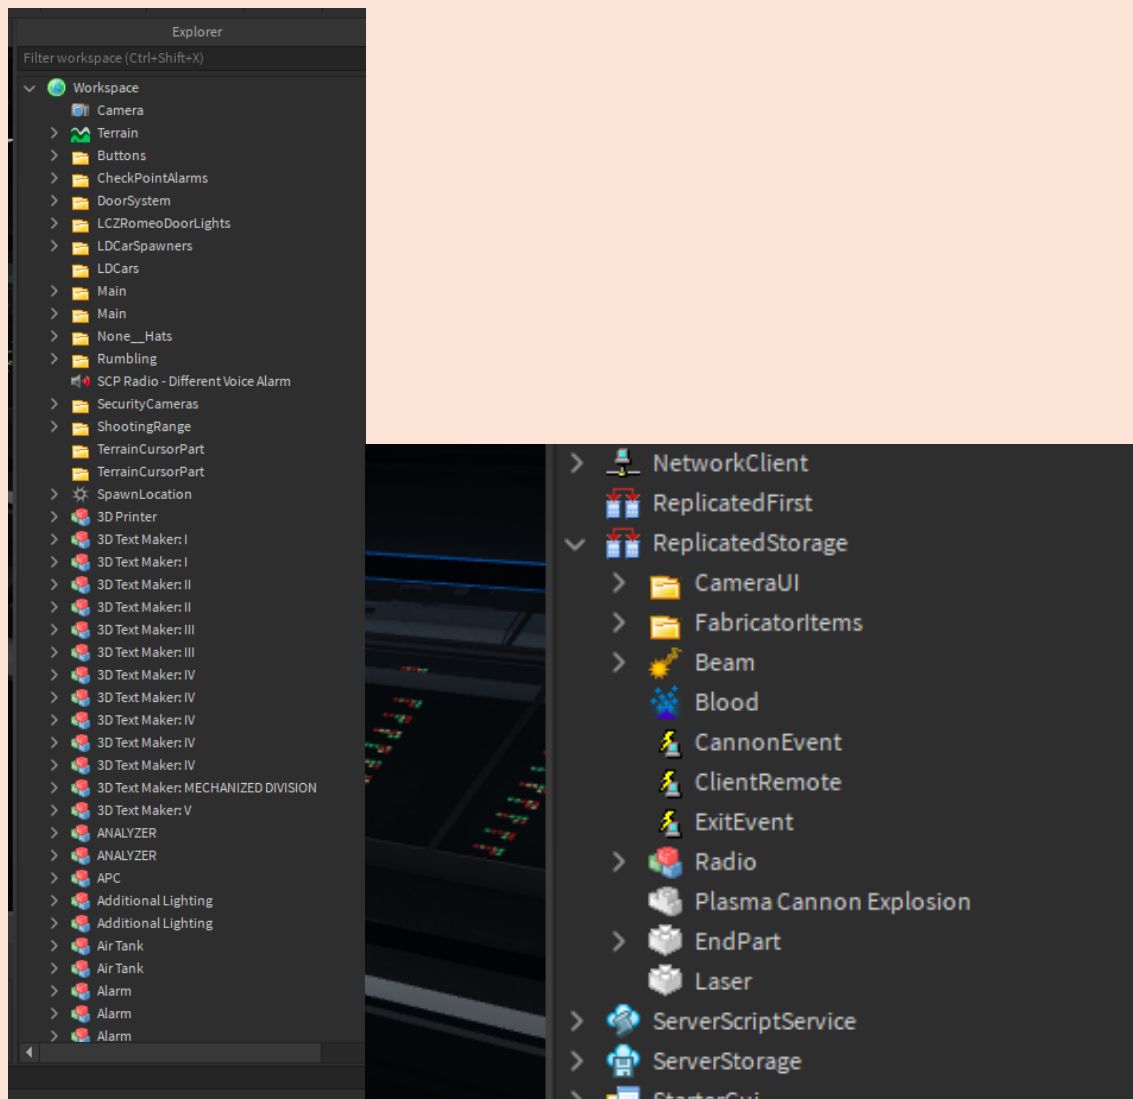 Explorer
Filter workspace (Ctrl+Shift+X)
Workspace
Camera
Terrain
Buttons
CheckPointAlarms
DoorSystem
LCZRomeoDoorLights
LDCarSpawners
LDCars
Main
Main
None__Hats
Rumbling
SCP Radio - Different Voice Alarm
SecurityCameras
ShootingRange
TerrainCursorPart
TerrainCursorPart
SpawnLocation
3D Printer
3D Text Maker: I
3D Text Maker: I
3D Text Maker: II
3D Text Maker: II
3D Text Maker: III
3D Text Maker: III
3D Text Maker: IV
3D Text Maker: IV
3D Text Maker: IV
3D Text Maker: IV
3D Text Maker: IV
3D Text Maker: MECHANIZED DIVISION
3D Text Maker: V
ANALYZER
ANALYZER
APC
Additional Lighting
Additional Lighting
Air Tank
Air Tank
Alarm
Alarm
Alarm
NetworkClient
ReplicatedFirst
ReplicatedStorage
CameraUI
FabricatorItems
Beam
Blood
CannonEvent
ClientRemote
ExitEvent
Radio
Plasma Cannon Explosion
EndPart
Laser
ServerScriptService
ServerStorage